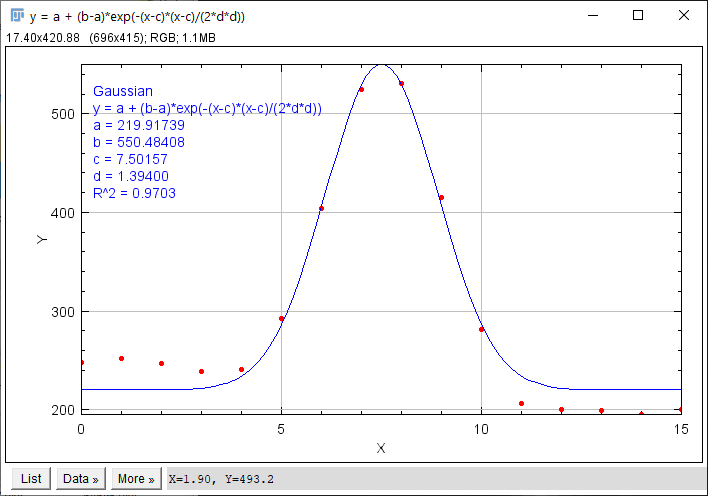 y = a + (b-a)*exp(-(x-c)*(x-c)/(2*d*d))
17.40x420.88 (696x415); RGB; 1.1MB
Gaussian
y = a + (b-a)*exp(-(x-c)*(x-c)/(2*d*d))
a = 219.91739
b = 550.48408
c = 7.50157
d = 1.39400
R^2 = 0.9703
500
400
300
200
Y
0 5 10 15
X
List Data » More » X=1.90, Y=493.2